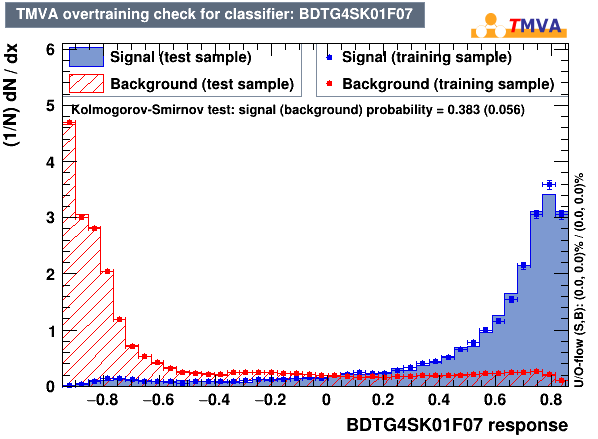 TMVA overtraining check for classifier: BDTG4SK01F07
TMVA
(1/N) dN / dx
Signal (test sample)
Background (test sample)
Signal (training sample)
Background (training sample)
Kolmogorov-Smirnov test: signal (background) probability = 0.383 (0.056)
6
5
4
3
2
1
0
−0.8 −0.6 −0.4 −0.2 0 0.2 0.4 0.6 0.8
BDTG4SK01F07 response
U/O-flow (S,B): (0.0, 0.0)% / (0.0, 0.0)%